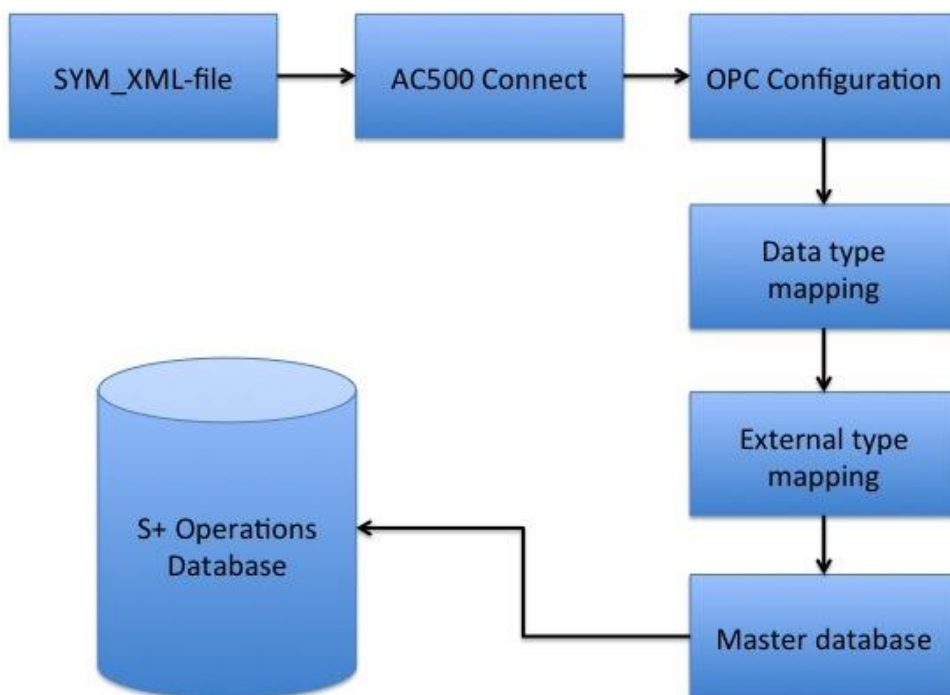 SYM_XML-file
AC500 Connect
OPC Configuration
Data type
mapping
External type
mapping
S+ Operations
Database
Master database